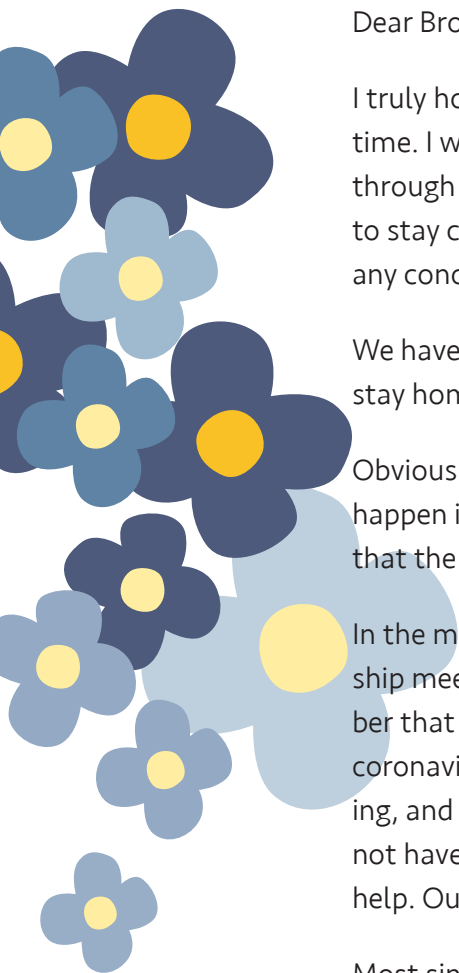 Dear Bro
I truly ho
time. I w
through
to stay c
any conc
We have
stay hon
Obvious
happen i
that the
In the m
ship mee
ber that
coronavi
ing, and
not have
help. Ou
Most sin